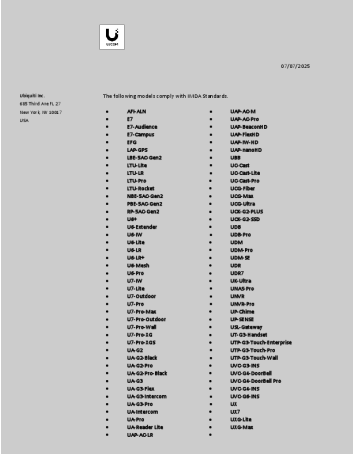 U
UICOM
07/07/2025
Ubiquiti Inc.
685 Third Ave Fl, 27
New York, NY 10017
USA
The following models comply with IMDA Standards.
• AFi-ALN
• E7
• E7-Audience
• E7-Campus
• EFG
• LAP-GPS
• LBE-5AC-Gen2
• LTU-Lite
• LTU-LR
• LTU-Pro
• LTU-Rocket
• NBE-5AC-Gen2
• PBE-5AC-Gen2
• RP-5AC-Gen2
• U6+
• U6-Extender
• U6-IW
• U6-Lite
• U6-LR
• U6-LR+
• U6-Mesh
• U6-Pro
• U7-IW
• U7-Lite
• U7-Outdoor
• U7-Pro
• U7-Pro-Max
• U7-Pro-Outdoor
• U7-Pro-Wall
• U7-Pro-XG
• U7-Pro-XGS
• UA-G2
• UA-G2-Black
• UA-G2-Pro
• UA-G2-Pro-Black
• UA-G3
• UA-G3-Flex
• UA-G3-Intercom
• UA-G3-Pro
• UA-Intercom
• UA-Pro
• UA-Reader Lite
• UAP-AC-LR
• UAP-AC-M
• UAP-AC-Pro
• UAP-BeaconHD
• UAP-FlexHD
• UAP-IW-HD
• UAP-nanoHD
• UBB
• UC-Cast
• UC-Cast-Lite
• UC-Cast-Pro
• UCG-Fiber
• UCG-Max
• UCG-Ultra
• UCK-G2-PLUS
• UCK-G2-SSD
• UDB
• UDB-Pro
• UDM
• UDM-Pro
• UDM-SE
• UDR
• UDR7
• UK-Ultra
• UNAS-Pro
• UNVR
• UNVR-Pro
• UP-Chime
• UP-SENSE
• USL-Gateway
• UT-G3-Handset
• UTP-G3-Touch-Enterprise
• UTP-G3-Touch-Pro
• UTP-G3-Touch-Wall
• UVC-G3-INS
• UVC-G4-DoorBell
• UVC-G4-DoorBell Pro
• UVC-G4-INS
• UVC-G6-INS
• UX
• UX7
• UXG-Lite
• UXG-Max
•